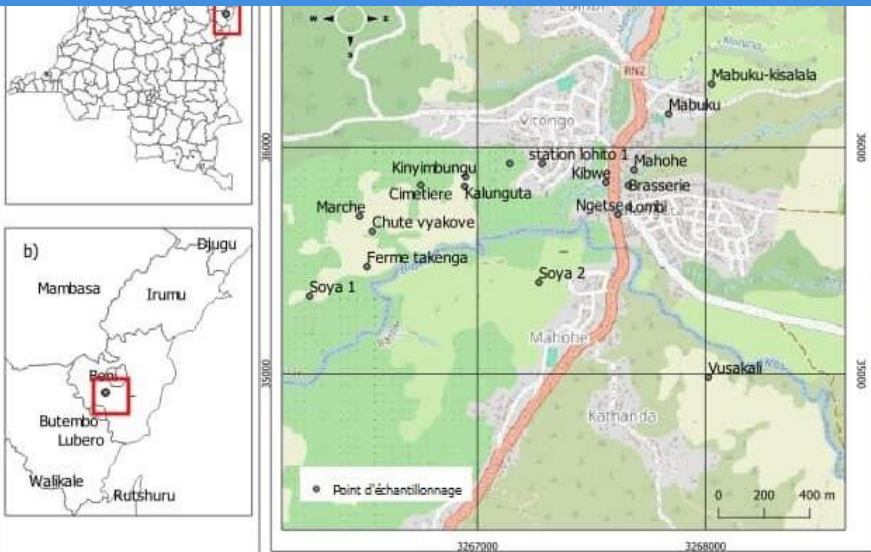 W E
S
b)
Djugu
Mambasa
Irumu
Beni
Butembo
Lubero
Walikale
Rutshuru
RN2
Mabuku-kisalala
Mabuku
Vitongo
36000
36000
station lohito 1
Mahohe
Kinyimbungu
Kibwe
Cimetiere
Kalunguta
Brasserie
Marche
Ngetse
Lombi
Chute vyakove
Ferme takenga
Soya 1
Soya 2
Mahohe
35000
35000
Vusakali
Kathanda
Point d'échantillonnage
0 200 400 m
3267000
3268000